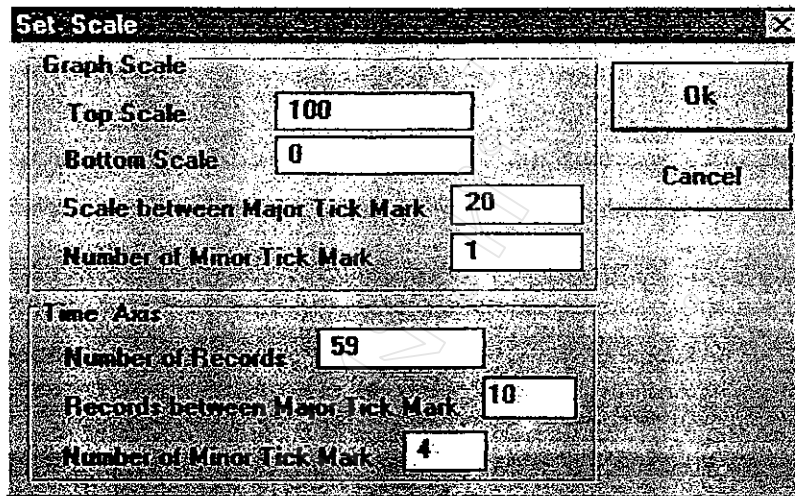 Set Scale
Graph Scale
Top Scale 100
Bottom Scale 0
Scale between Major Tick Mark 20
Number of Minor Tick Mark 1
Time Axis
Number of Records 59
Records between Major Tick Mark 10
Number of Minor Tick Mark 4
Ok
Cancel